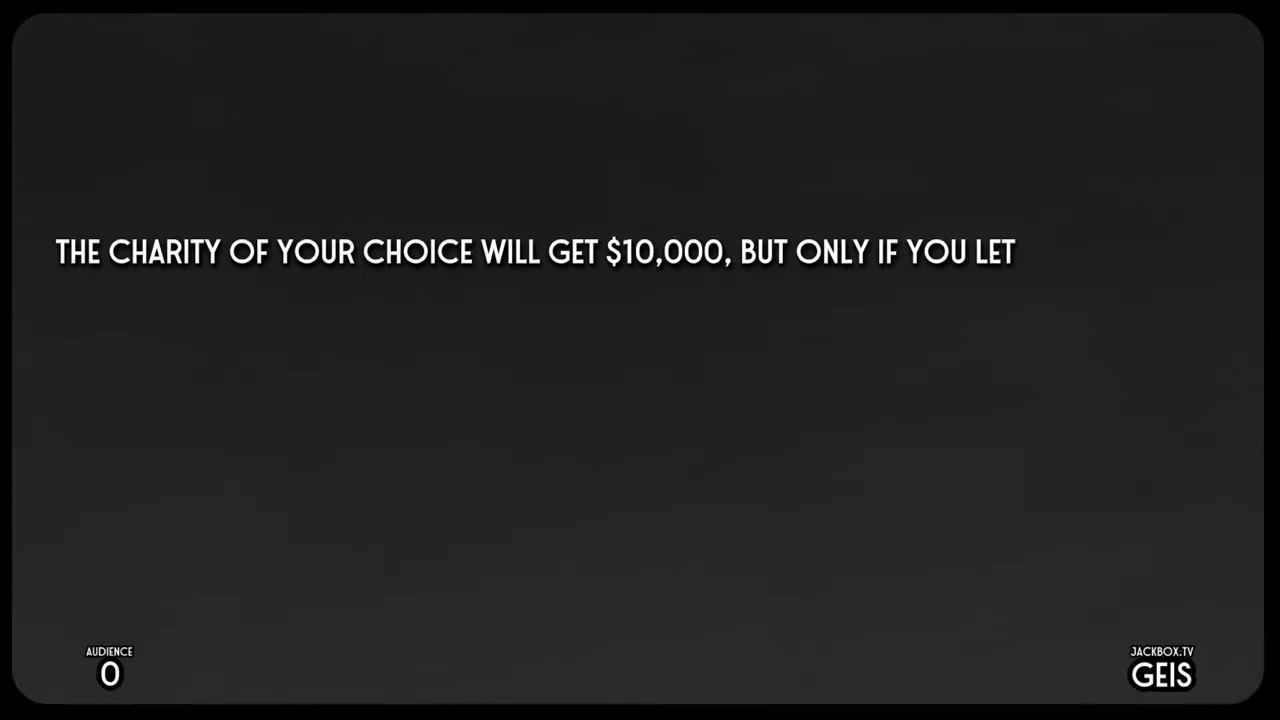 THE CHARITY OF YOUR CHOICE WILL GET $10,000, BUT ONLY IF YOU LET
AUDIENCE
0
JACKBOX.TV
GEIS